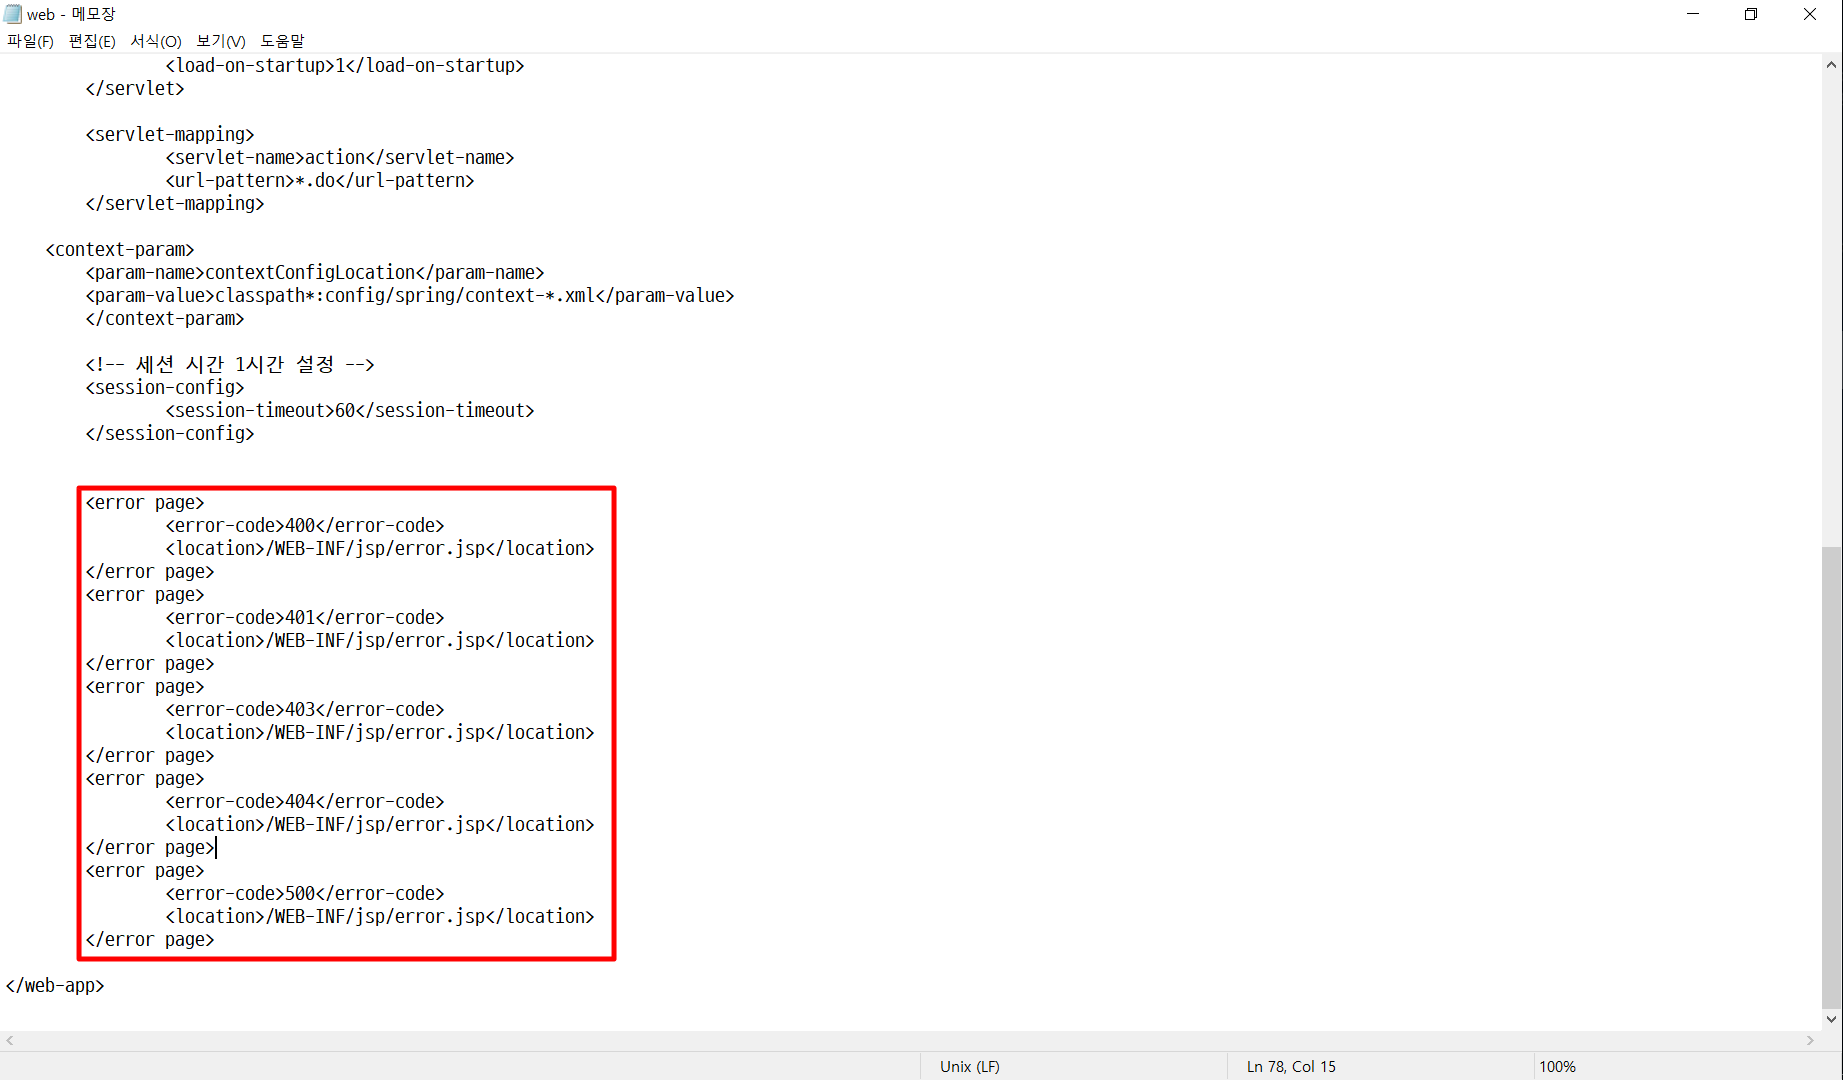 web - 메모장
파일(F) 편집(E) 서식(O) 보기(V) 도움말
<load-on-startup>1</load-on-startup>
</servlet>
<servlet-mapping>
<servlet-name>action</servlet-name>
<url-pattern>*.do</url-pattern>
</servlet-mapping>
<context-param>
<param-name>contextConfigLocation</param-name>
<param-value>classpath*:config/spring/context-*.xml</param-value>
</context-param>
<!-- 세션 시간 1시간 설정 -->
<session-config>
<session-timeout>60</session-timeout>
</session-config>
<error page>
<error-code>400</error-code>
<location>/WEB-INF/jsp/error.jsp</location>
</error page>
<error page>
<error-code>401</error-code>
<location>/WEB-INF/jsp/error.jsp</location>
</error page>
<error page>
<error-code>403</error-code>
<location>/WEB-INF/jsp/error.jsp</location>
</error page>
<error page>
<error-code>404</error-code>
<location>/WEB-INF/jsp/error.jsp</location>
</error page>
<error page>
<error-code>500</error-code>
<location>/WEB-INF/jsp/error.jsp</location>
</error page>
</web-app>
Unix (LF) Ln 78, Col 15 100%